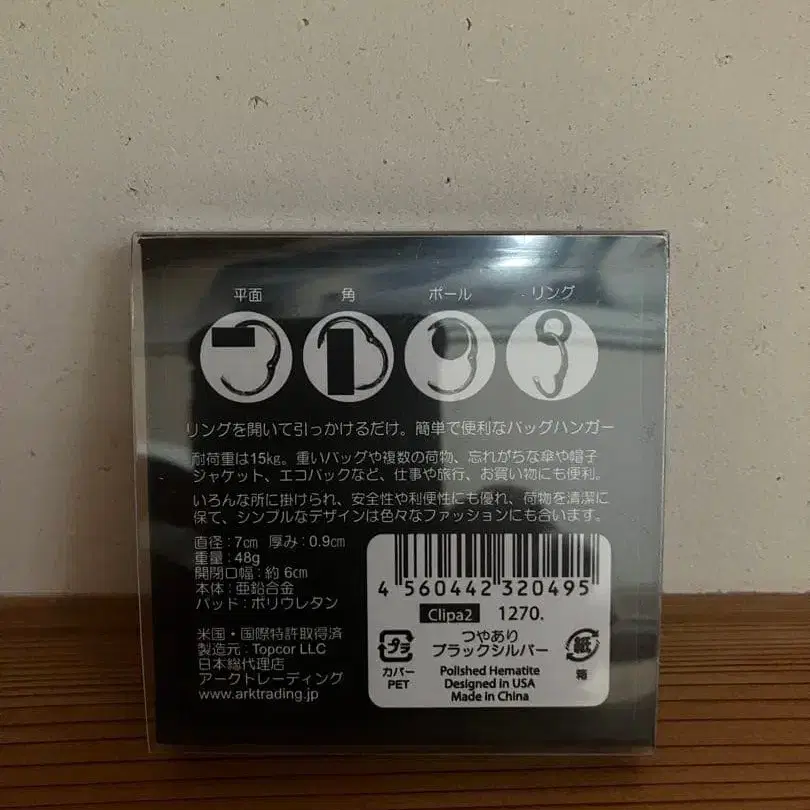 平面 角 ポール リング
リングを開いて引っかけるだけ。簡単で便利なバッグハンガー
耐荷重は15kg。重いバッグや複数の荷物、忘れがちな傘や帽子
ジャケット、エコバックなど、仕事や旅行、お買い物にも便利。
いろんな所に掛けられ、安全性や利便性にも優れ、荷物を清潔に
保て、シンプルなデザインは色々なファッションにも合います。
直径：7cm 厚み：0.9cm
重量：48g
開閉口幅：約 6cm
本体：亜鉛合金
パッド：ポリウレタン
米国・国際特許取得済
製造元：Topcor LLC
日本総代理店
アークトレーディング
www.arktrading.jp
4 560442 320495
Clipa2 1270.
つやあり
ブラックシルバー
Polished Hematite
Designed in USA
Made in China
プラ
カバー
PET
紙
箱